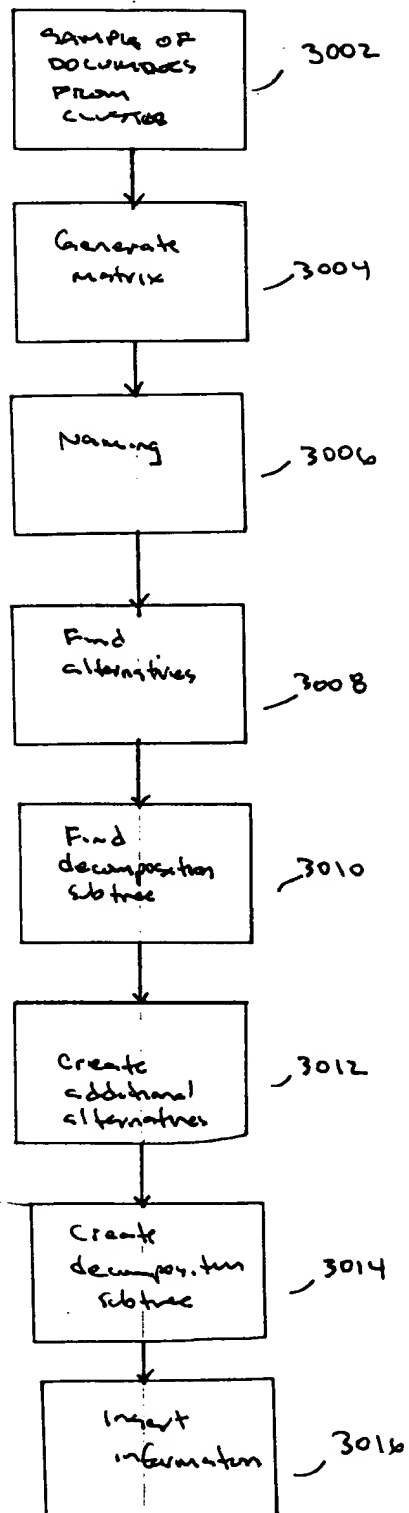 SAMPLE OF
DOCUMENTS
FROM
CLUSTER
3002
Generate
matrix
3004
Naming
3006
Find
alternatives
3008
Find
decomposition
subtree
3010
Create
additional
alternatives
3012
Create
decomposition
subtree
3014
Insert
information
3016